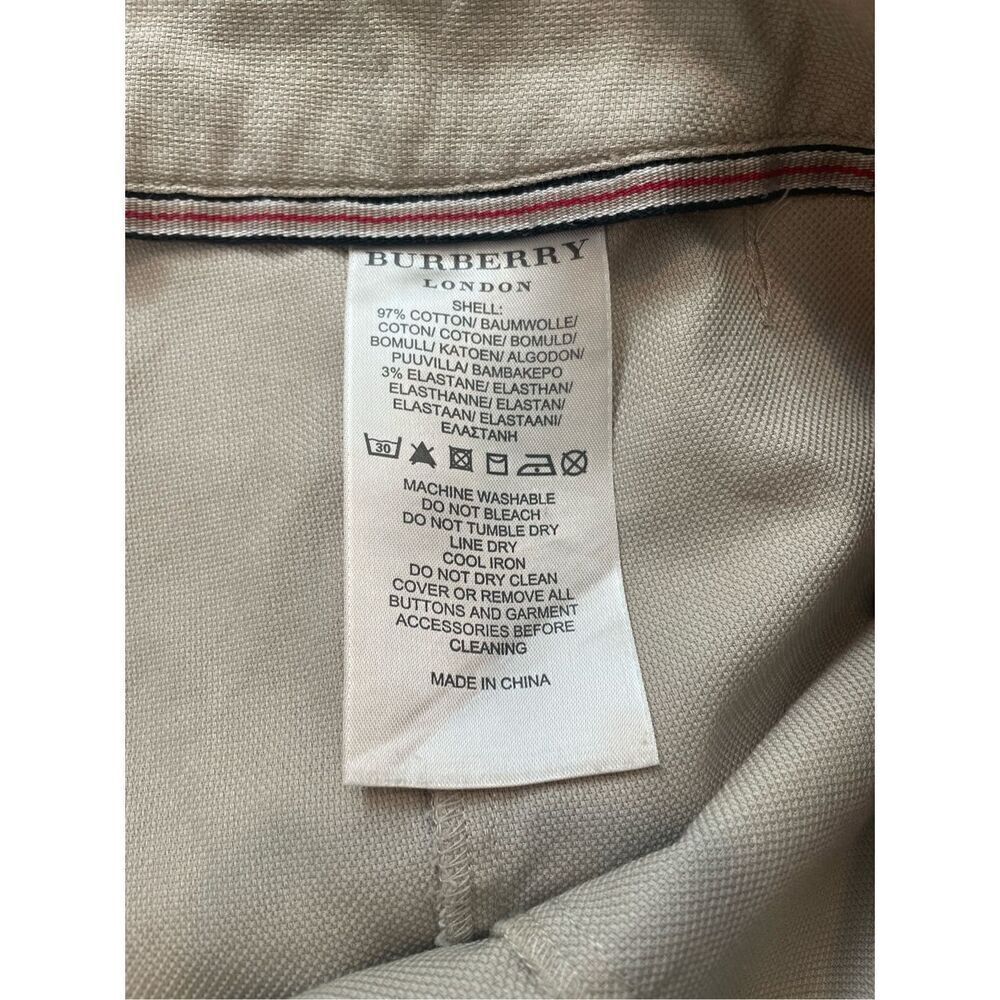 BURBERRY
LONDON
SHELL:
97% COTTON/ BAUMWOLLE/
COTON/ COTONE/ BOMULD/
BOMULL/ KATOEN/ ALGODON/
PUUVILLA/ BAMBAKEPO
3% ELASTANE/ ELASTHAN/
ELASTHANNE/ ELASTAN/
ELASTAAN/ ELASTAANI/
ΕΛΑΣΤΑΝΗ
30
MACHINE WASHABLE
DO NOT BLEACH
DO NOT TUMBLE DRY
LINE DRY
COOL IRON
DO NOT DRY CLEAN
COVER OR REMOVE ALL
BUTTONS AND GARMENT
ACCESSORIES BEFORE
CLEANING
MADE IN CHINA